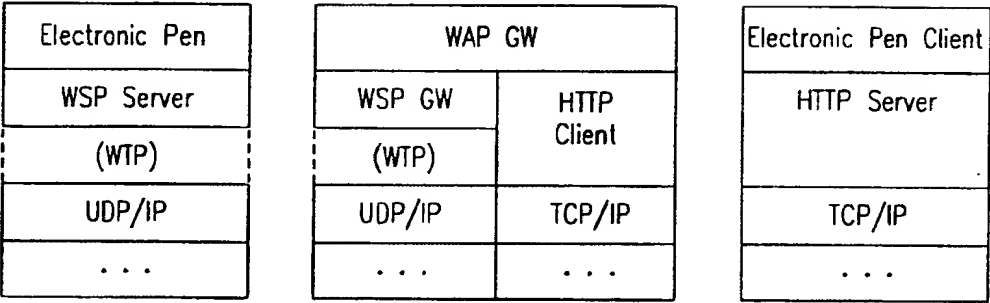 Electronic Pen
WSP Server
(WTP)
UDP/IP
. . .
WAP GW
WSP GW
(WTP)
UDP/IP
. . .
HTTP
Client
TCP/IP
. . .
Electronic Pen Client
HTTP Server
TCP/IP
. . .